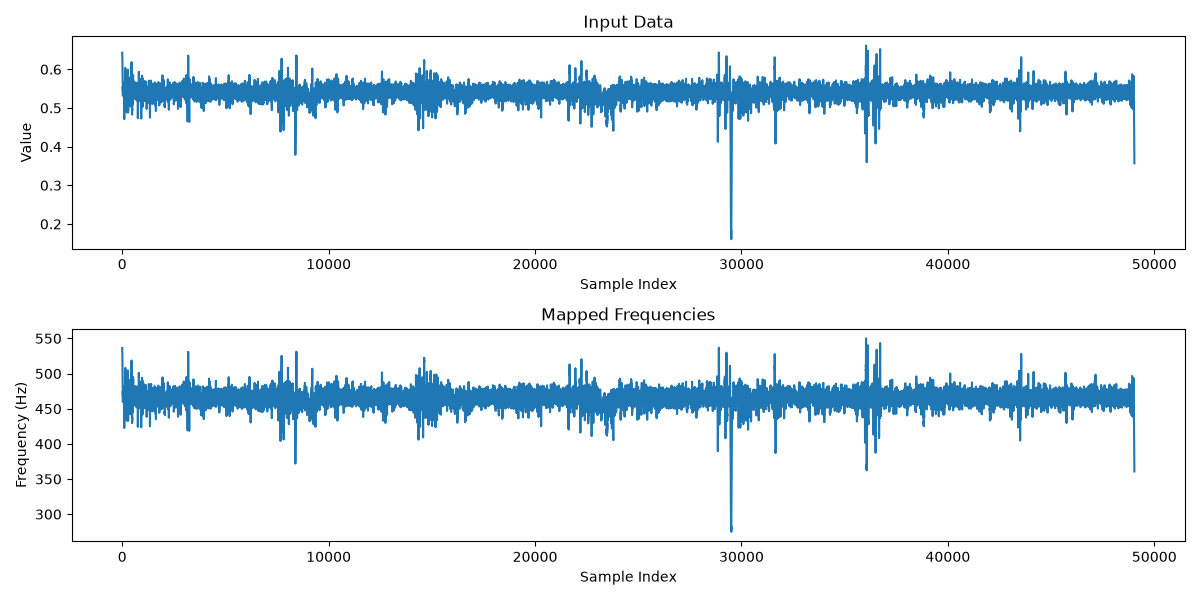 Input Data
Value
0.6
0.5
0.4
0.3
0.2
0 10000 20000 30000 40000 50000
Sample Index
Mapped Frequencies
Frequency (Hz)
550
500
450
400
350
300
0 10000 20000 30000 40000 50000
Sample Index